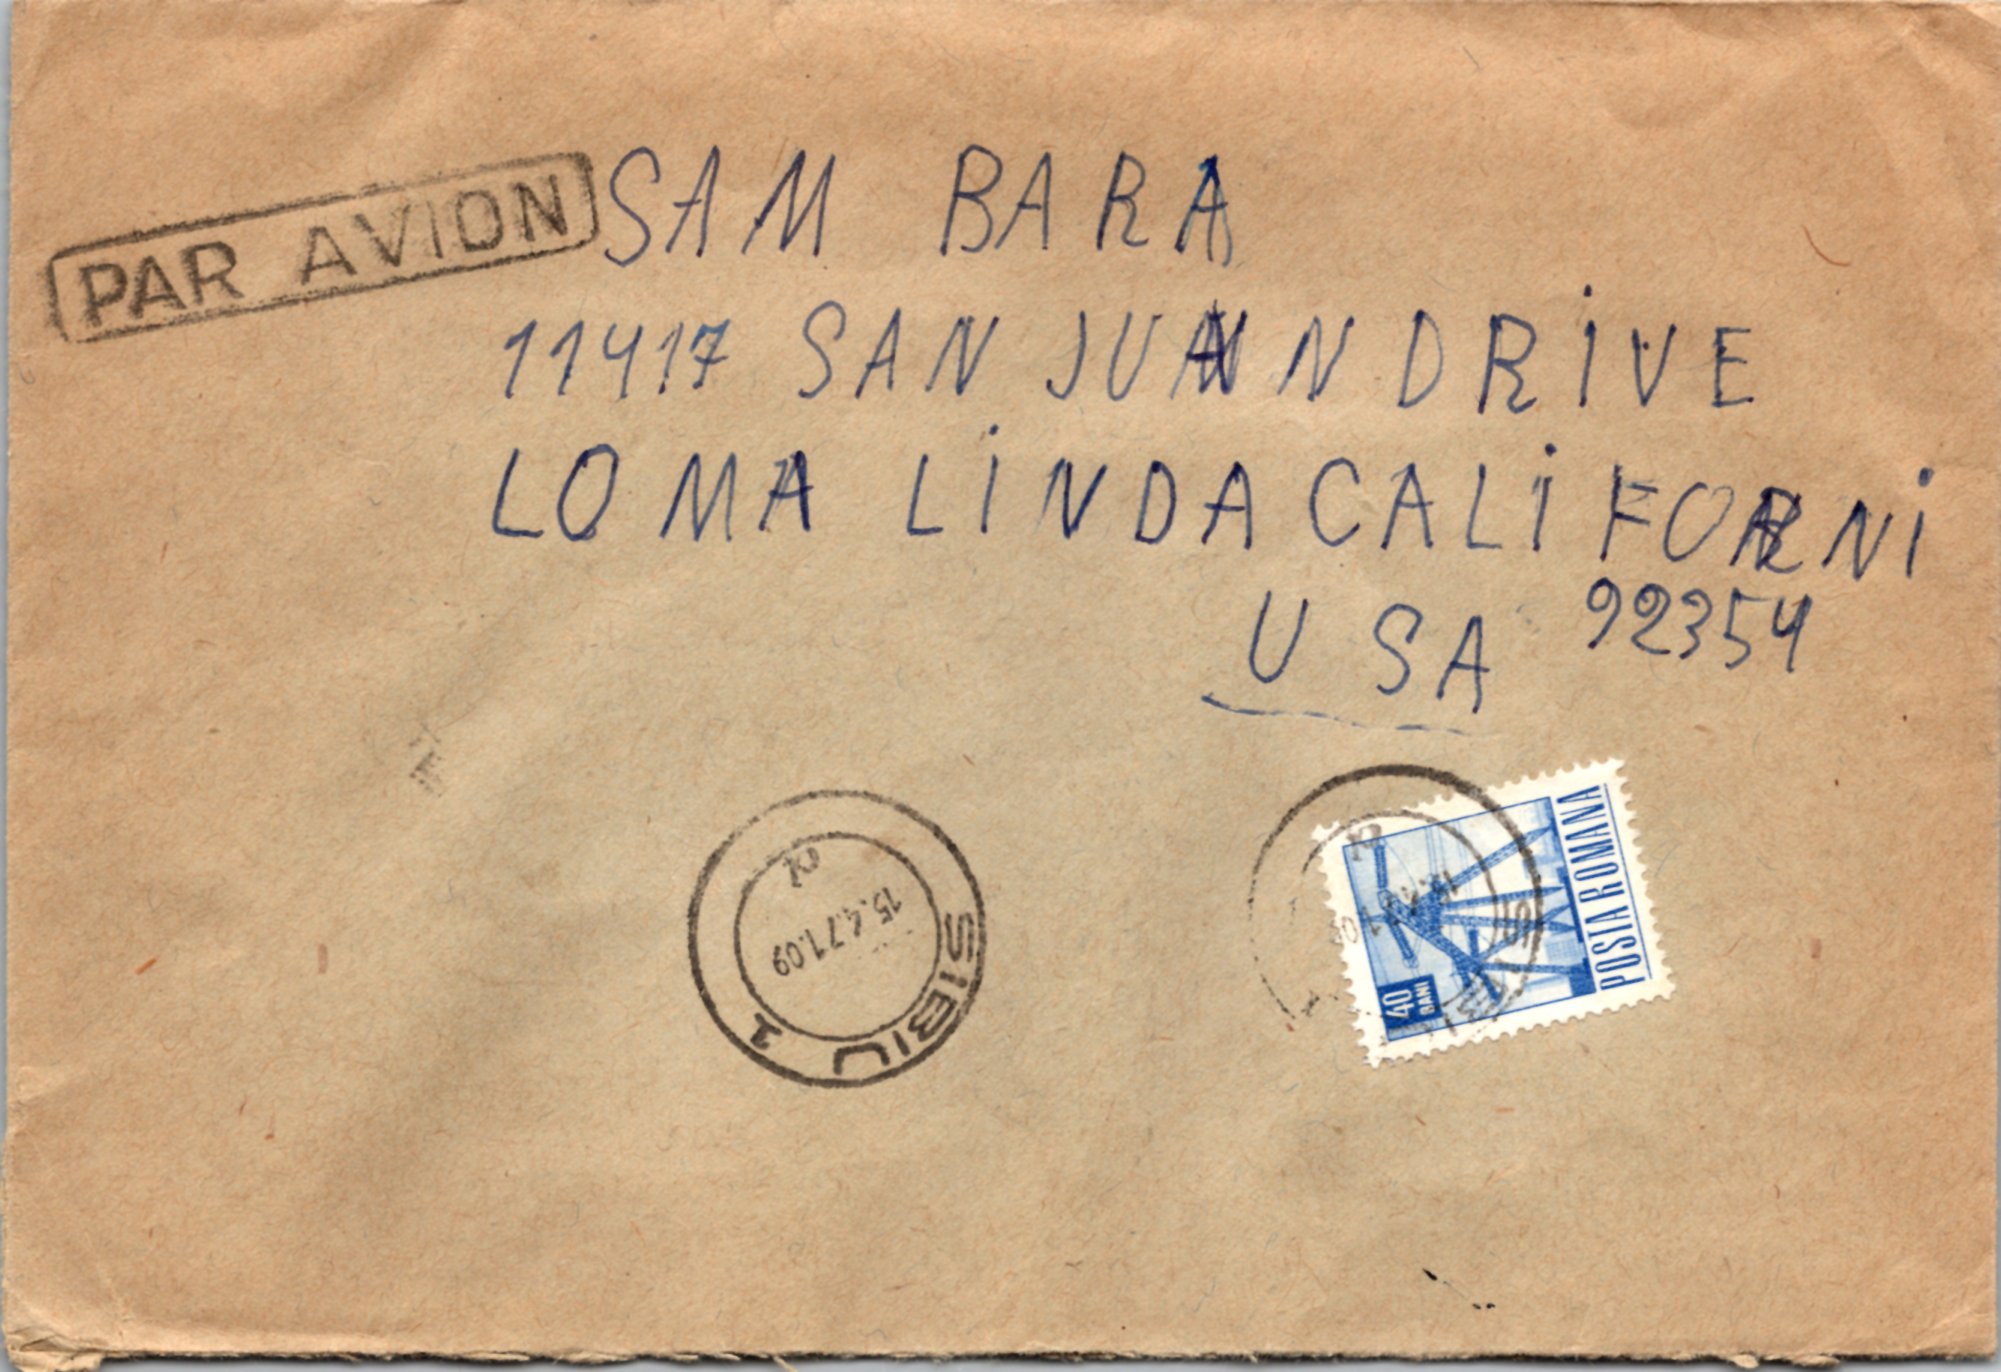 PAR AVION
SAM BARA
11417 SAN JUAN DRIVE
LOMA LINDA CALIFORNI
USA 92354
SIBIU 1
15.4.71.09
POSTA ROMANA
40
BANI